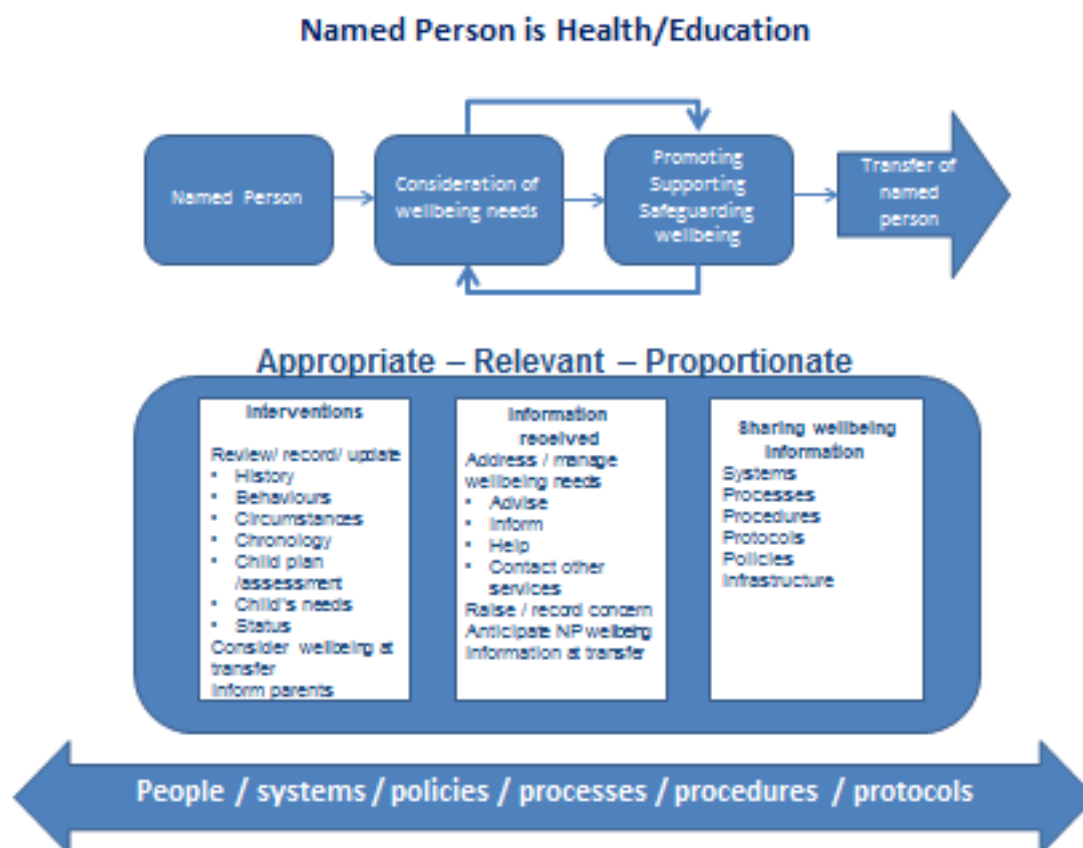 Named Person is Health/Education
Named Person
Consideration of
wellbeing needs
Promoting
Supporting
Safeguarding
wellbeing
Transfer of
named
person
Appropriate – Relevant – Proportionate
Interventions
Review/ record/ update
• History
• Behaviours
• Circumstances
• Chronology
• Child plan
/assessment
• Child's needs
• Status
Consider wellbeing at
transfer
Inform parents
Information
received
Address / manage
wellbeing needs
• Advise
• Inform
• Help
• Contact other
services
Raise / record concern
Anticipate NP wellbeing
Information at transfer
Sharing wellbeing
Information
Systems
Processes
Procedures
Protocols
Policies
Infrastructure
People / systems / policies / processes / procedures / protocols